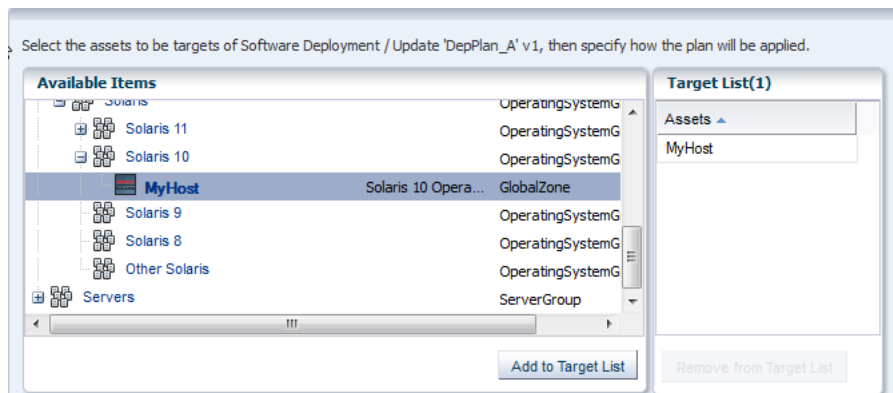 Select the assets to be targets of Software Deployment / Update 'DepPlan_A' v1, then specify how the plan will be applied.
Available Items
Solaris OperatingSystemG
Solaris 11 OperatingSystemG
Solaris 10 OperatingSystemG
MyHost Solaris 10 Opera... GlobalZone
Solaris 9 OperatingSystemG
Solaris 8 OperatingSystemG
Other Solaris OperatingSystemG
Servers ServerGroup
Add to Target List
Target List(1)
Assets
MyHost
Remove from Target List